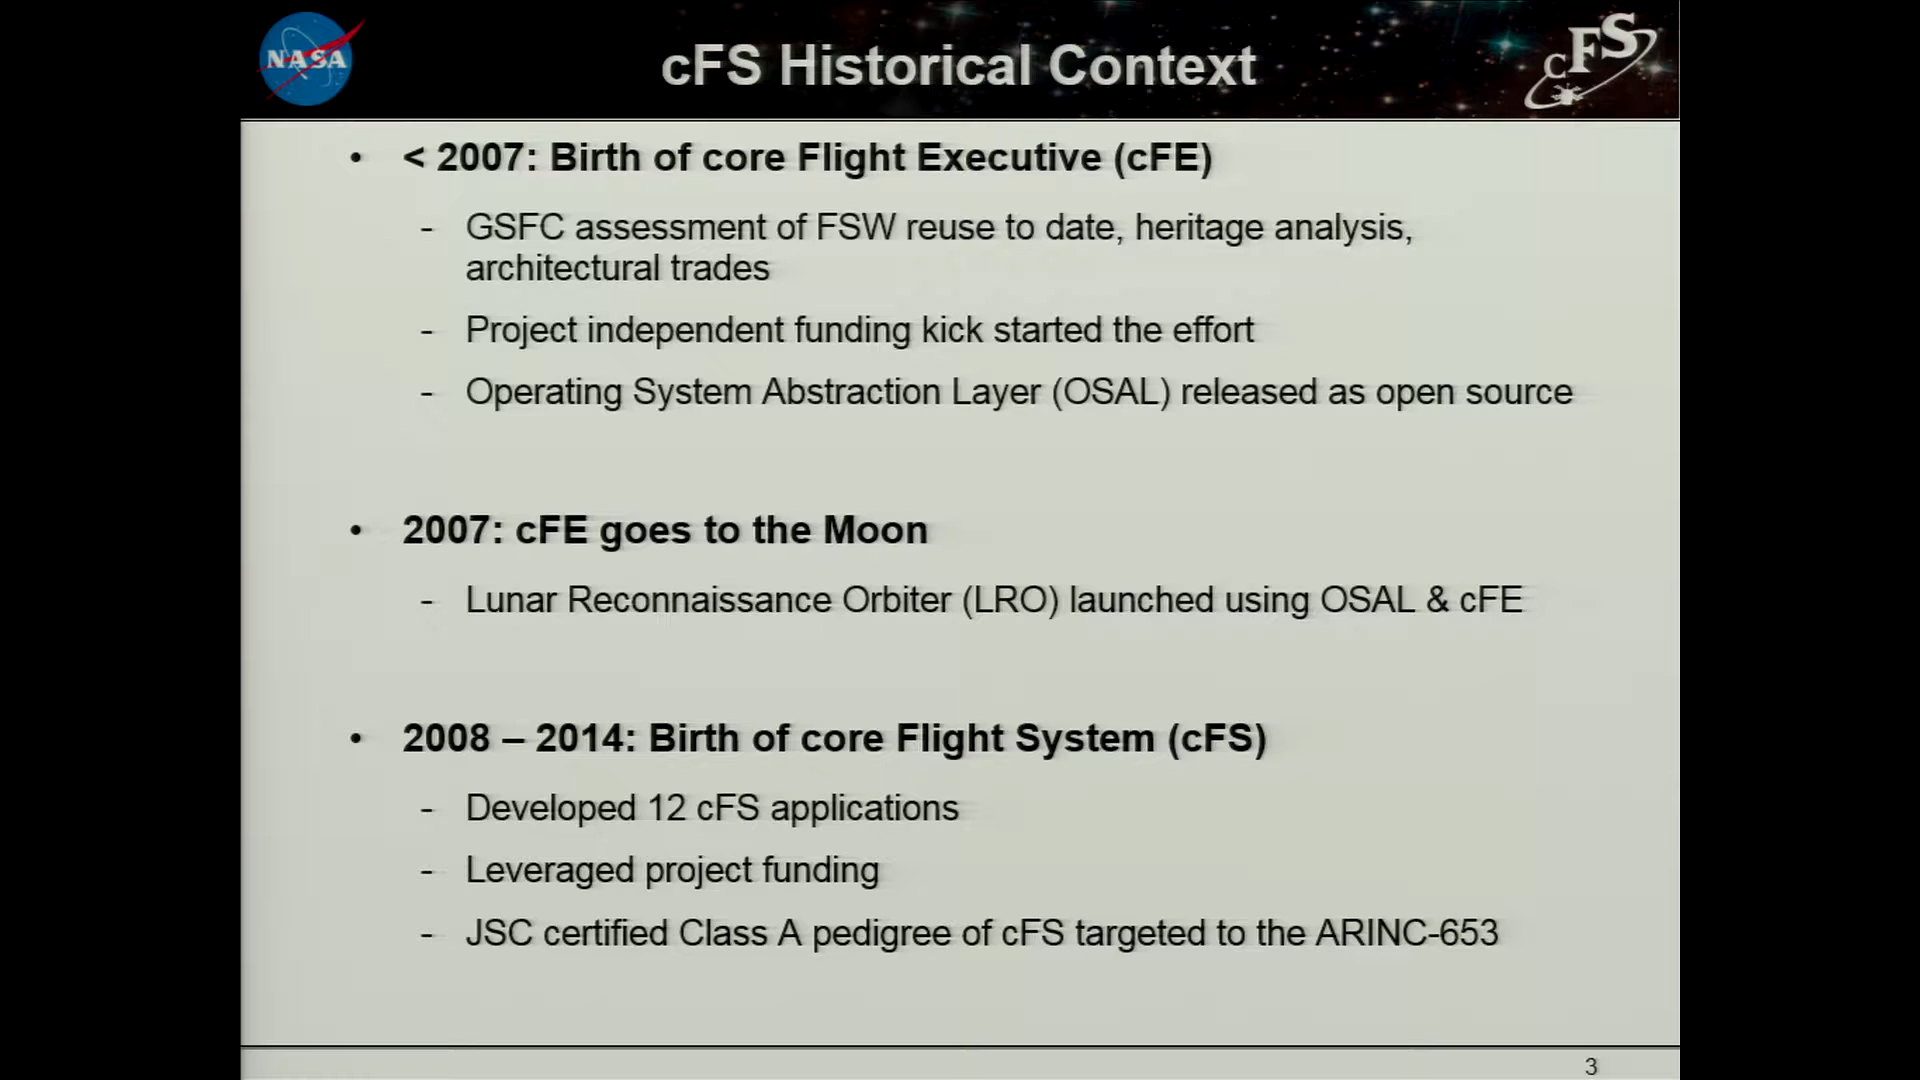 NASA
cFS Historical Context
cFS
• < 2007: Birth of core Flight Executive (cFE)
- GSFC assessment of FSW reuse to date, heritage analysis,
architectural trades
- Project independent funding kick started the effort
- Operating System Abstraction Layer (OSAL) released as open source
• 2007: cFE goes to the Moon
- Lunar Reconnaissance Orbiter (LRO) launched using OSAL & cFE
• 2008 – 2014: Birth of core Flight System (cFS)
- Developed 12 cFS applications
- Leveraged project funding
- JSC certified Class A pedigree of cFS targeted to the ARINC-653
3